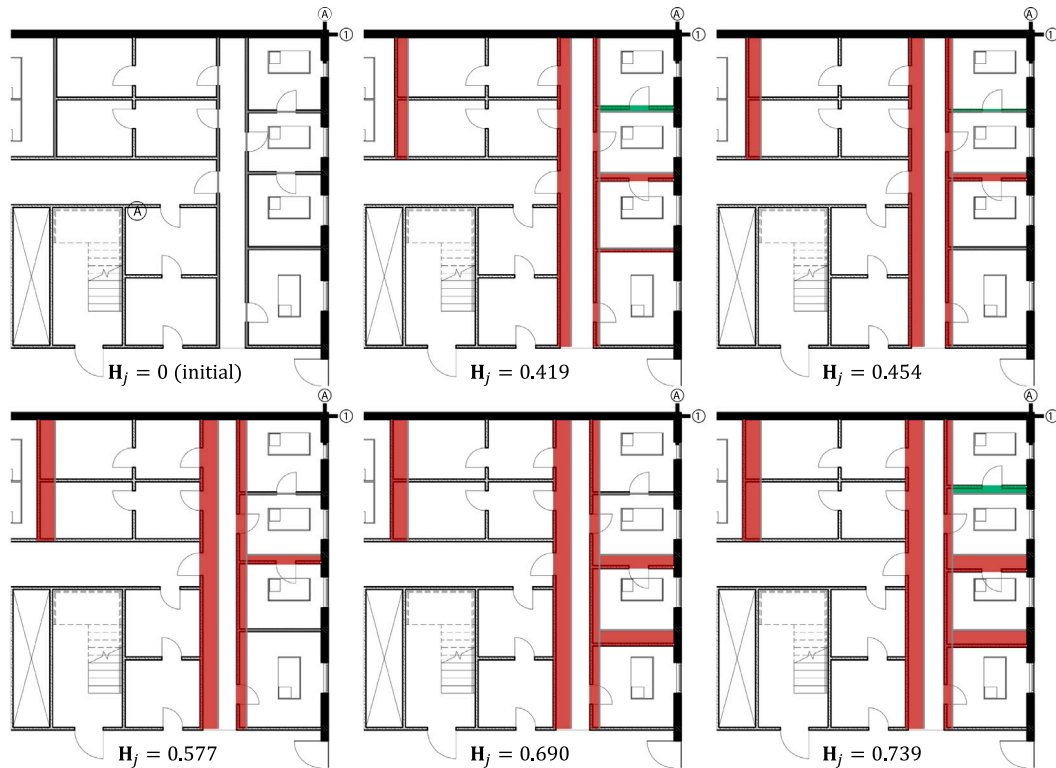 Ⓐ
Ⓐ
Ⓐ
①
①
①
Ⓐ
𝐇𝑗 = 0 (initial)
𝐇𝑗 = 0.419
𝐇𝑗 = 0.454
Ⓐ
Ⓐ
Ⓐ
①
①
①
𝐇𝑗 = 0.577
𝐇𝑗 = 0.690
𝐇𝑗 = 0.739